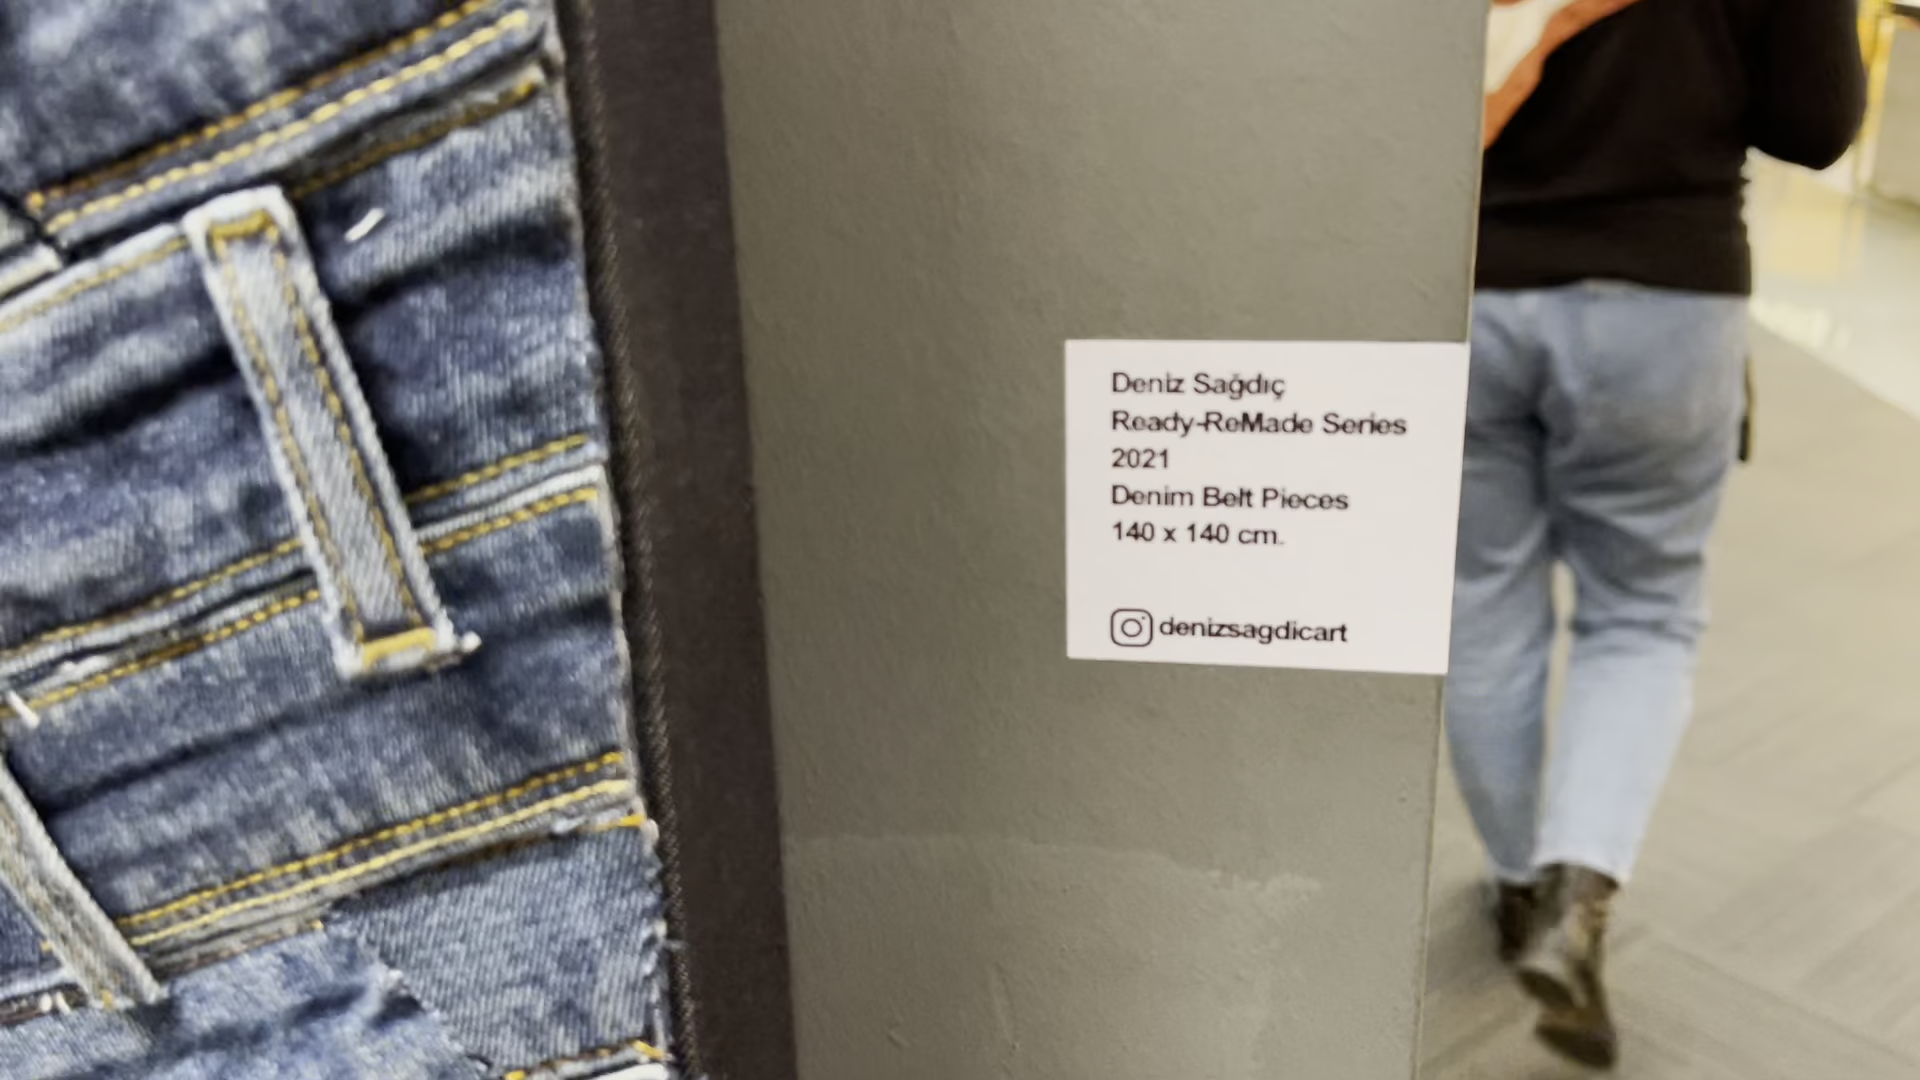 Deniz Sağdıç
Ready-ReMade Series
2021
Denim Belt Pieces
140 x 140 cm.
denizsagdicart